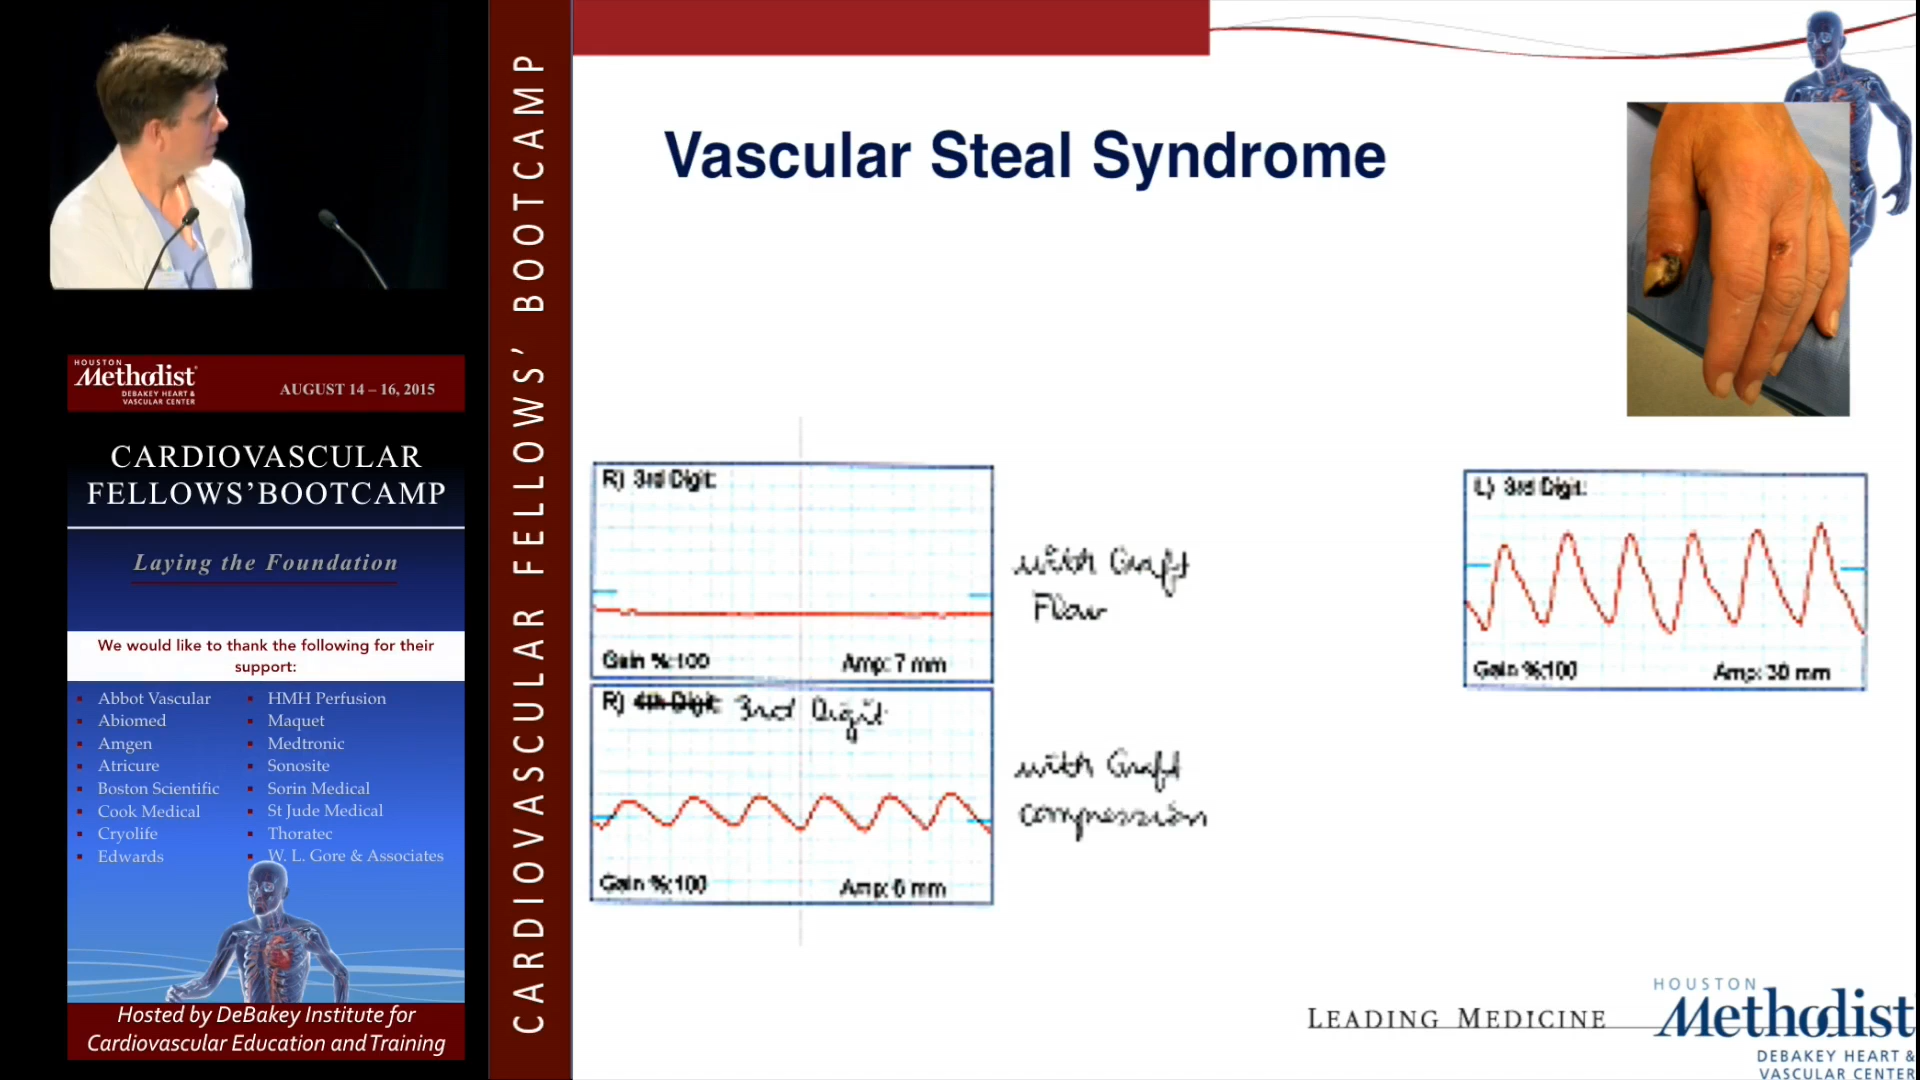 HOUSTON
Methodist
DEBAKEY HEART &
VASCULAR CENTER
AUGUST 14 – 16, 2015
CARDIOVASCULAR
FELLOWS'BOOTCAMP
Laying the Foundation
We would like to thank the following for their
support:
Abbot Vascular
Abiomed
Amgen
Atricure
Boston Scientific
Cook Medical
Cryolife
Edwards
HMH Perfusion
Maquet
Medtronic
Sonosite
Sorin Medical
St Jude Medical
Thoratec
W. L. Gore & Associates
Hosted by DeBakey Institute for
Cardiovascular Education and Training
CARDIOVASCULAR FELLOWS' BOOTCAMP
Vascular Steal Syndrome
R) 3rd Digit:
Gain %:100 Amp: 7 mm
with Graft
Flow
R) 4th Digit: 3rd Digit
Gain %:100 Amp: 6 mm
with Graft
compression
L) 3rd Digit:
Gain %:100 Amp: 30 mm
LEADING MEDICINE
HOUSTON
Methodist
DEBAKEY HEART &
VASCULAR CENTER